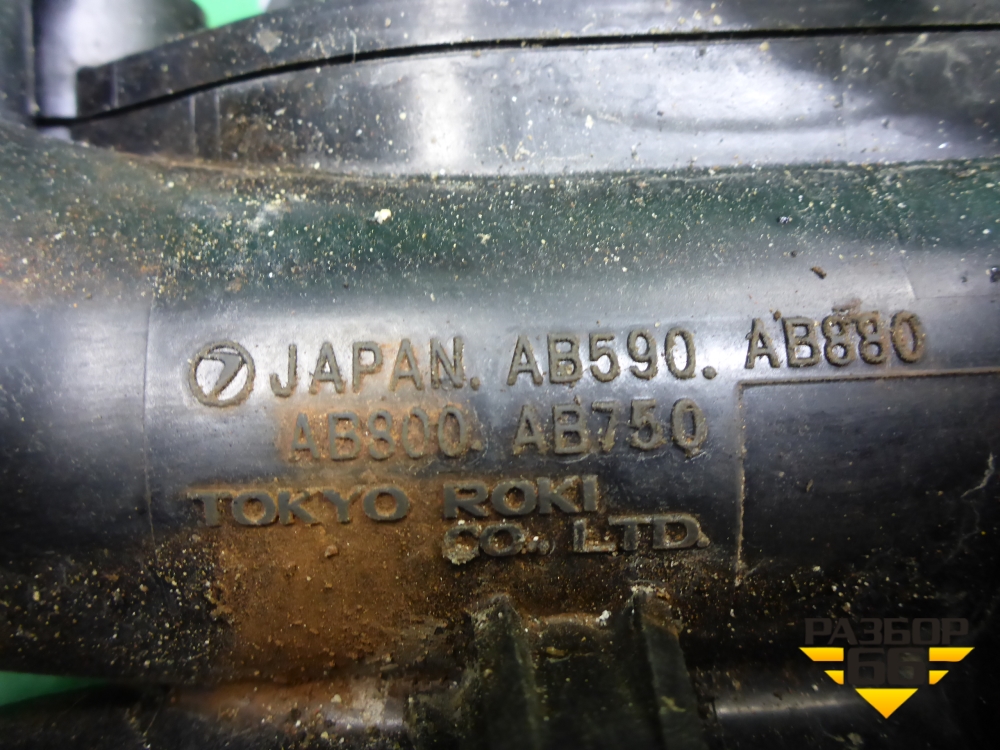 JAPAN. AB590. AB880
AB800. AB750
TOKYO ROKI
CO., LTD.
РАЗБОР
66